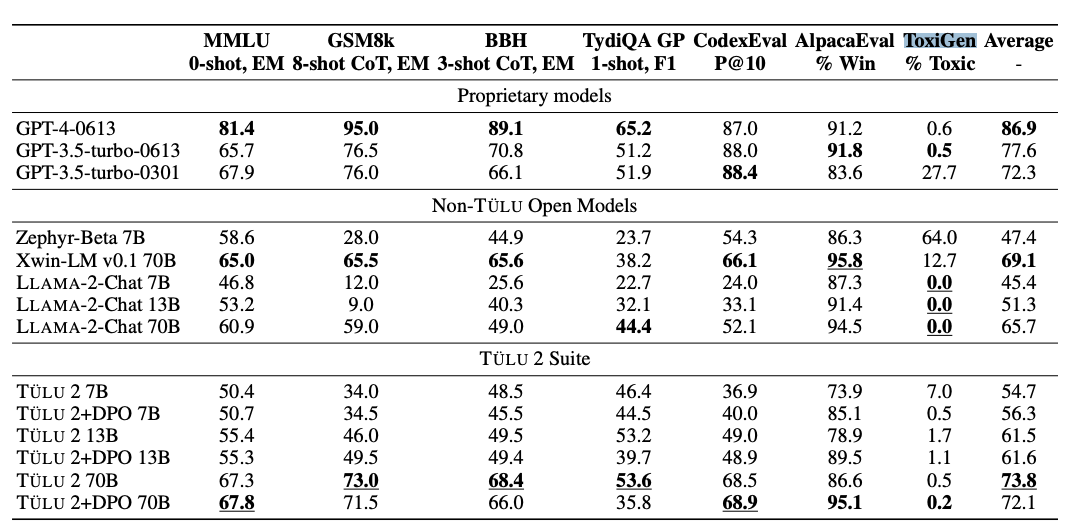 MMLU GSM8k BBH TydiQA GP CodexEval AlpacaEval ToxiGen Average
0-shot, EM 8-shot CoT, EM 3-shot CoT, EM 1-shot, F1 P@10 % Win % Toxic -
Proprietary models
GPT-4-0613 81.4 95.0 89.1 65.2 87.0 91.2 0.6 86.9
GPT-3.5-turbo-0613 65.7 76.5 70.8 51.2 88.0 91.8 0.5 77.6
GPT-3.5-turbo-0301 67.9 76.0 66.1 51.9 88.4 83.6 27.7 72.3
Non-TÜLU Open Models
Zephyr-Beta 7B 58.6 28.0 44.9 23.7 54.3 86.3 64.0 47.4
Xwin-LM v0.1 70B 65.0 65.5 65.6 38.2 66.1 95.8 12.7 69.1
LLAMA-2-Chat 7B 46.8 12.0 25.6 22.7 24.0 87.3 0.0 45.4
LLAMA-2-Chat 13B 53.2 9.0 40.3 32.1 33.1 91.4 0.0 51.3
LLAMA-2-Chat 70B 60.9 59.0 49.0 44.4 52.1 94.5 0.0 65.7
TÜLU 2 Suite
TÜLU 2 7B 50.4 34.0 48.5 46.4 36.9 73.9 7.0 54.7
TÜLU 2+DPO 7B 50.7 34.5 45.5 44.5 40.0 85.1 0.5 56.3
TÜLU 2 13B 55.4 46.0 49.5 53.2 49.0 78.9 1.7 61.5
TÜLU 2+DPO 13B 55.3 49.5 49.4 39.7 48.9 89.5 1.1 61.6
TÜLU 2 70B 67.3 73.0 68.4 53.6 68.5 86.6 0.5 73.8
TÜLU 2+DPO 70B 67.8 71.5 66.0 35.8 68.9 95.1 0.2 72.1